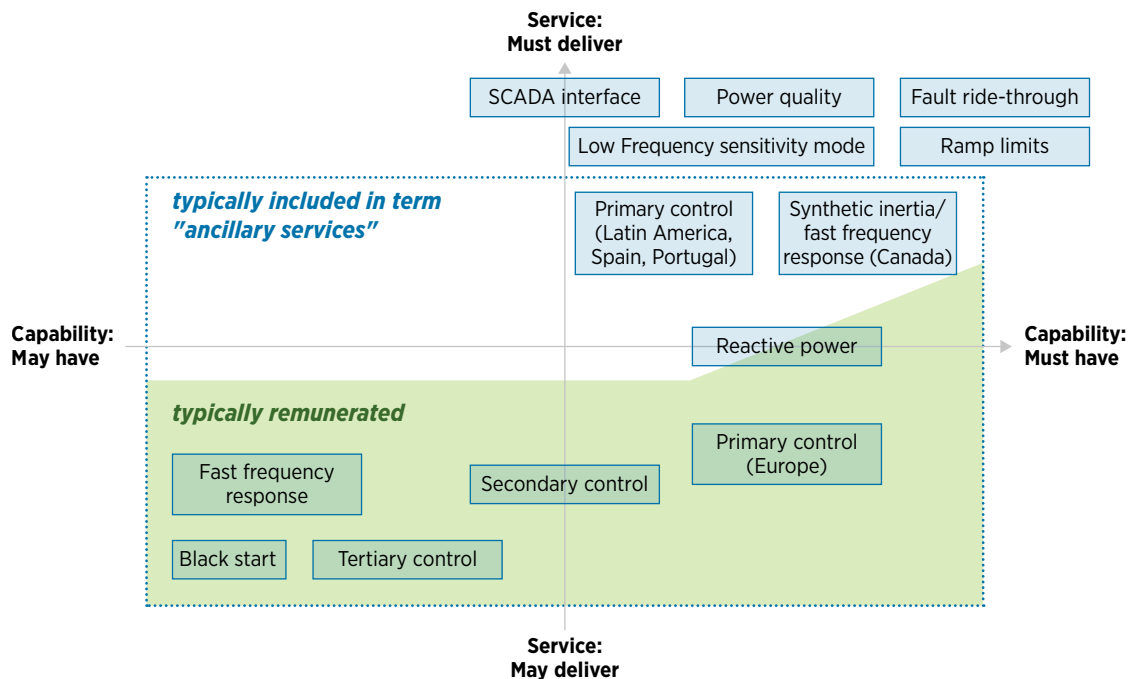 Service:
Must deliver
SCADA interface
Power quality
Fault ride-through
Low Frequency sensitivity mode
Ramp limits
typically included in term
"ancillary services"
Primary control
(Latin America,
Spain, Portugal)
Synthetic inertia/
fast frequency
response (Canada)
Capability:
May have
Reactive power
Capability:
Must have
typically remunerated
Primary control
(Europe)
Fast frequency
response
Secondary control
Black start
Tertiary control
Service:
May deliver